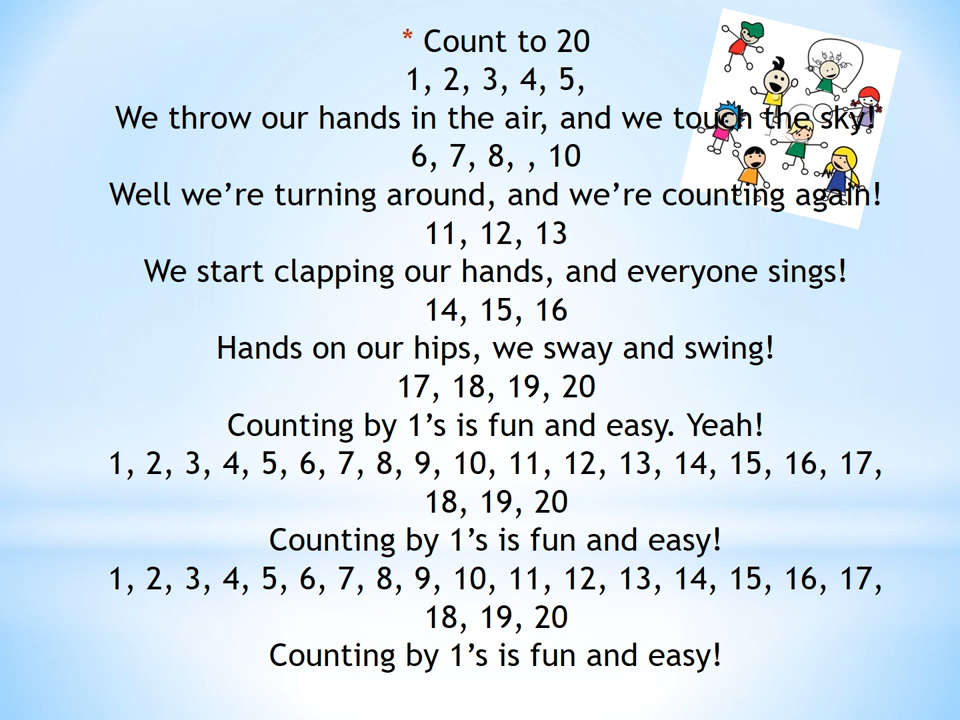 * Count to 20
1, 2, 3, 4, 5,
We throw our hands in the air, and we touch the sky!
6, 7, 8, , 10
Well we’re turning around, and we’re counting again!
11, 12, 13
We start clapping our hands, and everyone sings!
14, 15, 16
Hands on our hips, we sway and swing!
17, 18, 19, 20
Counting by 1’s is fun and easy. Yeah!
1, 2, 3, 4, 5, 6, 7, 8, 9, 10, 11, 12, 13, 14, 15, 16, 17,
18, 19, 20
Counting by 1’s is fun and easy!
1, 2, 3, 4, 5, 6, 7, 8, 9, 10, 11, 12, 13, 14, 15, 16, 17,
18, 19, 20
Counting by 1’s is fun and easy!